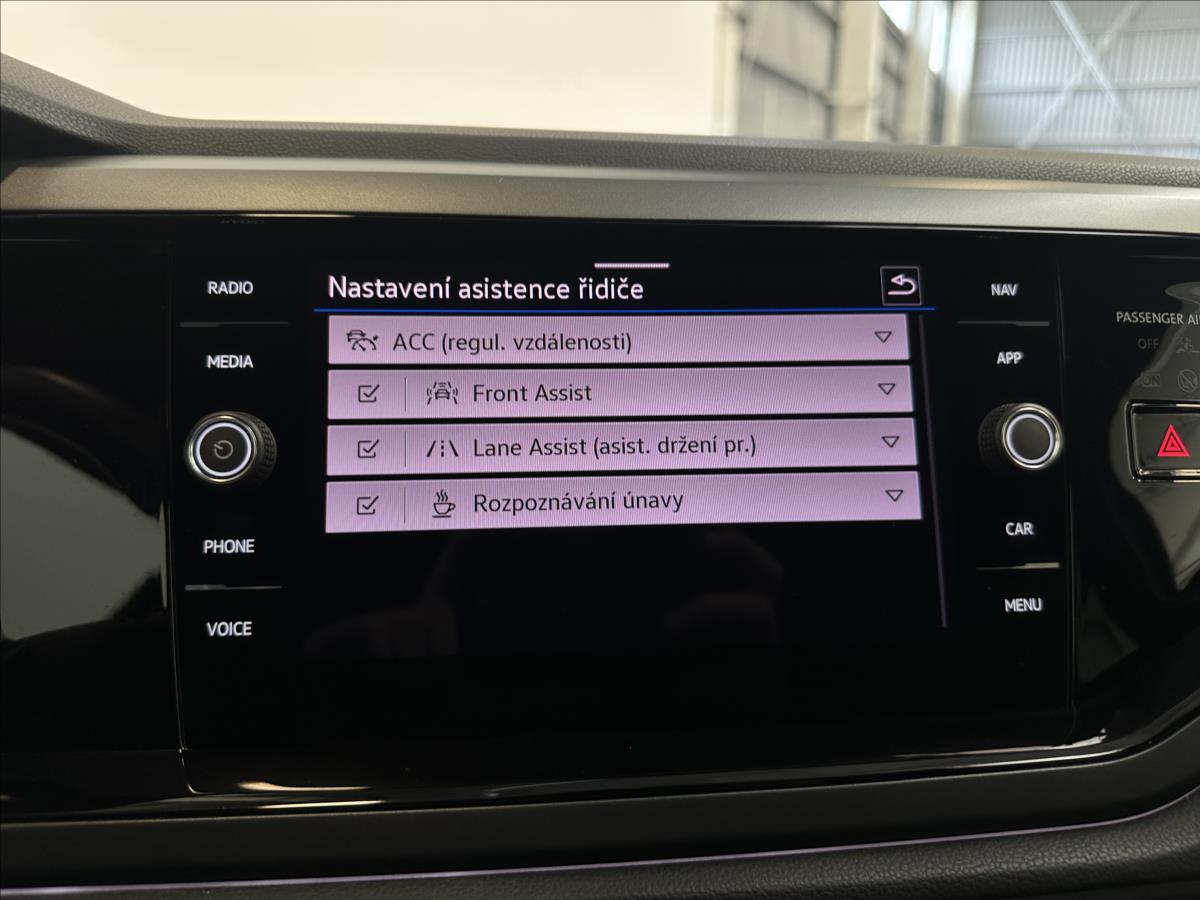 RADIO
MEDIA
PHONE
VOICE
Nastavení asistence řidiče
ACC (regul. vzdálenosti)
Front Assist
Lane Assist (asist. držení pr.)
Rozpoznávání únavy
NAV
APP
CAR
MENU
PASSENGER AI
OFF
ON